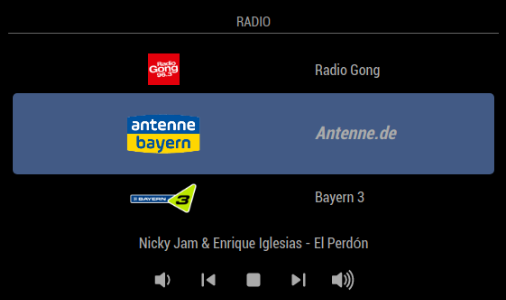 RADIO
Radio
Gong
96.3
Radio Gong
antenne
bayern
Antenne.de
BAYERN
3
Bayern 3
Nicky Jam & Enrique Iglesias - El Perdón